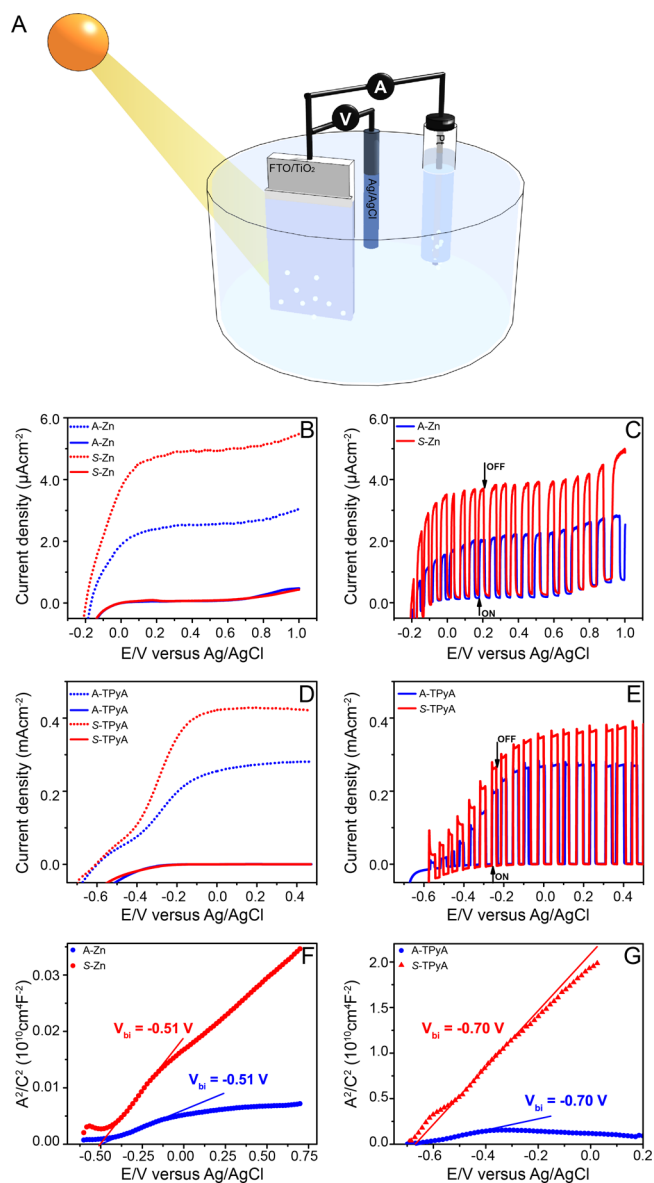 A
A
V
Pt
FTO/TiO₂
Ag/AgCl
B
A-Zn
A-Zn
S-Zn
S-Zn
6.0
4.0
2.0
0.0
Current density (µAcm⁻²)
-0.2 0.0 0.2 0.4 0.6 0.8 1.0
E/V versus Ag/AgCl
C
A-Zn
S-Zn
OFF
ON
6.0
4.0
2.0
0.0
Current density (µAcm⁻²)
-0.2 0.0 0.2 0.4 0.6 0.8 1.0
E/V versus Ag/AgCl
D
A-TPyA
A-TPyA
S-TPyA
S-TPyA
0.4
0.2
0.0
Current density (mAcm⁻²)
-0.6 -0.4 -0.2 0.0 0.2 0.4
E/V versus Ag/AgCl
E
A-TPyA
S-TPyA
OFF
ON
0.4
0.2
0.0
Current density (mAcm⁻²)
-0.6 -0.4 -0.2 0.0 0.2 0.4
E/V versus Ag/AgCl
F
A-Zn
S-Zn
V_bi = -0.51 V
V_bi = -0.51 V
0.03
0.02
0.01
0.00
A²/C² (10¹⁰cm⁴F⁻²)
-0.50 -0.25 0.00 0.25 0.50 0.75
E/V versus Ag/AgCl
G
A-TPyA
S-TPyA
V_bi = -0.70 V
V_bi = -0.70 V
2.0
1.5
1.0
0.5
0.0
A²/C² (10¹⁰cm⁴F⁻²)
-0.8 -0.6 -0.4 -0.2 0.0 0.2
E/V versus Ag/AgCl